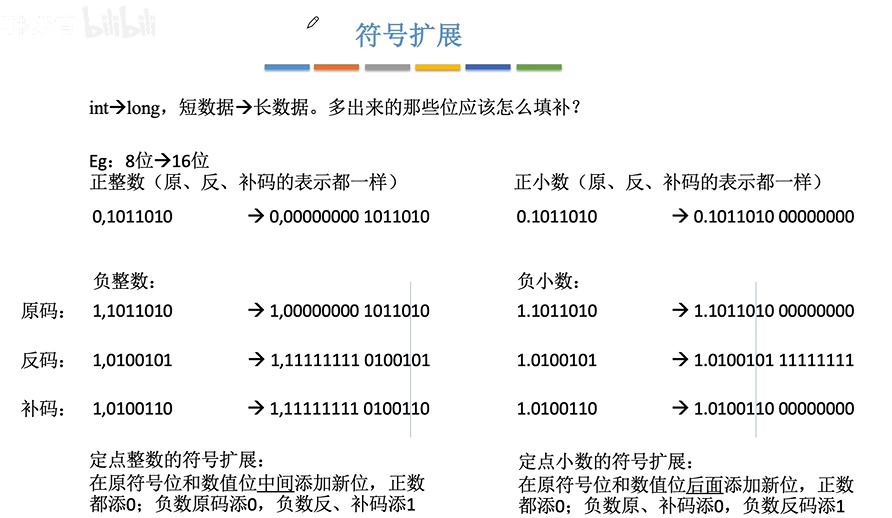 bilibili
符号扩展
int→long，短数据→长数据。多出来的那些位应该怎么填补？
Eg：8位→16位
正整数（原、反、补码的表示都一样）
0,1011010 → 0,00000000 1011010
正小数（原、反、补码的表示都一样）
0.1011010 → 0.1011010 00000000
负整数：
原码： 1,1011010 → 1,00000000 1011010
反码： 1,0100101 → 1,11111111 0100101
补码： 1,0100110 → 1,11111111 0100110
负小数：
1.1011010 → 1.1011010 00000000
1.0100101 → 1.0100101 11111111
1.0100110 → 1.0100110 00000000
定点整数的符号扩展：
在原符号位和数值位中间添加新位，正数
都添0；负数原码添0，负数反、补码添1
定点小数的符号扩展：
在原符号位和数值位后面添加新位，正数
都添0；负数原、补码添0，负数反码添1